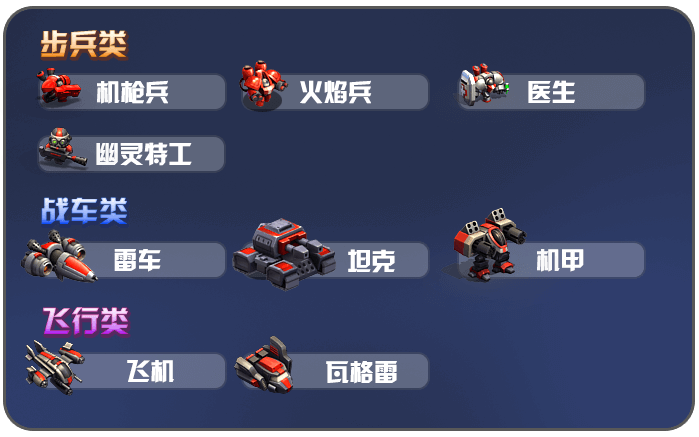 步兵类
机枪兵 火焰兵 医生
幽灵特工
战车类
雷车 坦克 机甲
飞行类
飞机 瓦格雷